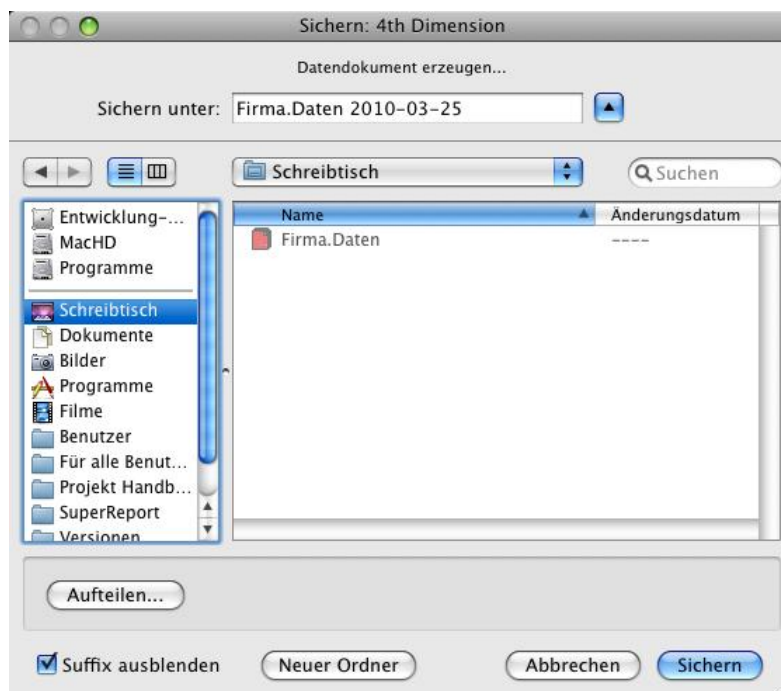 Sichern: 4th Dimension
Datendokument erzeugen...
Sichern unter: Firma.Daten 2010-03-25
Schreibtisch
Suchen
Entwicklung-...
MacHD
Programme
Schreibtisch
Dokumente
Bilder
Programme
Filme
Benutzer
Für alle Benut...
Projekt Handb...
SuperReport
Versionen
Name Änderungsdatum
Firma.Daten ----
Aufteilen...
Suffix ausblenden Neuer Ordner Abbrechen Sichern